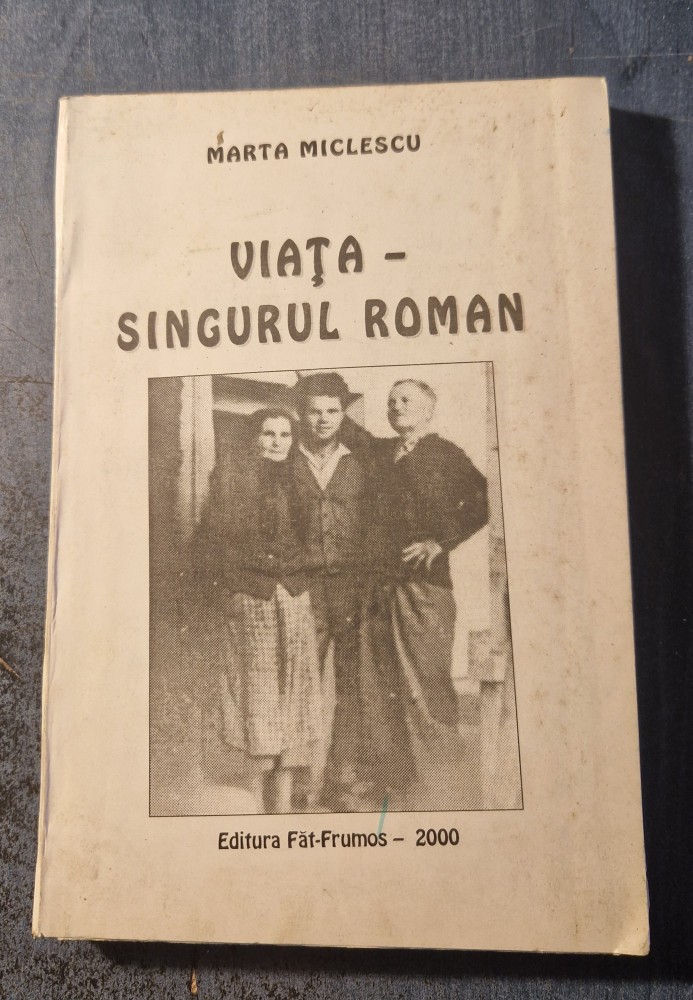 MARTA MICLESCU
VIAŢA –
SINGURUL ROMAN
Editura Făt-Frumos – 2000